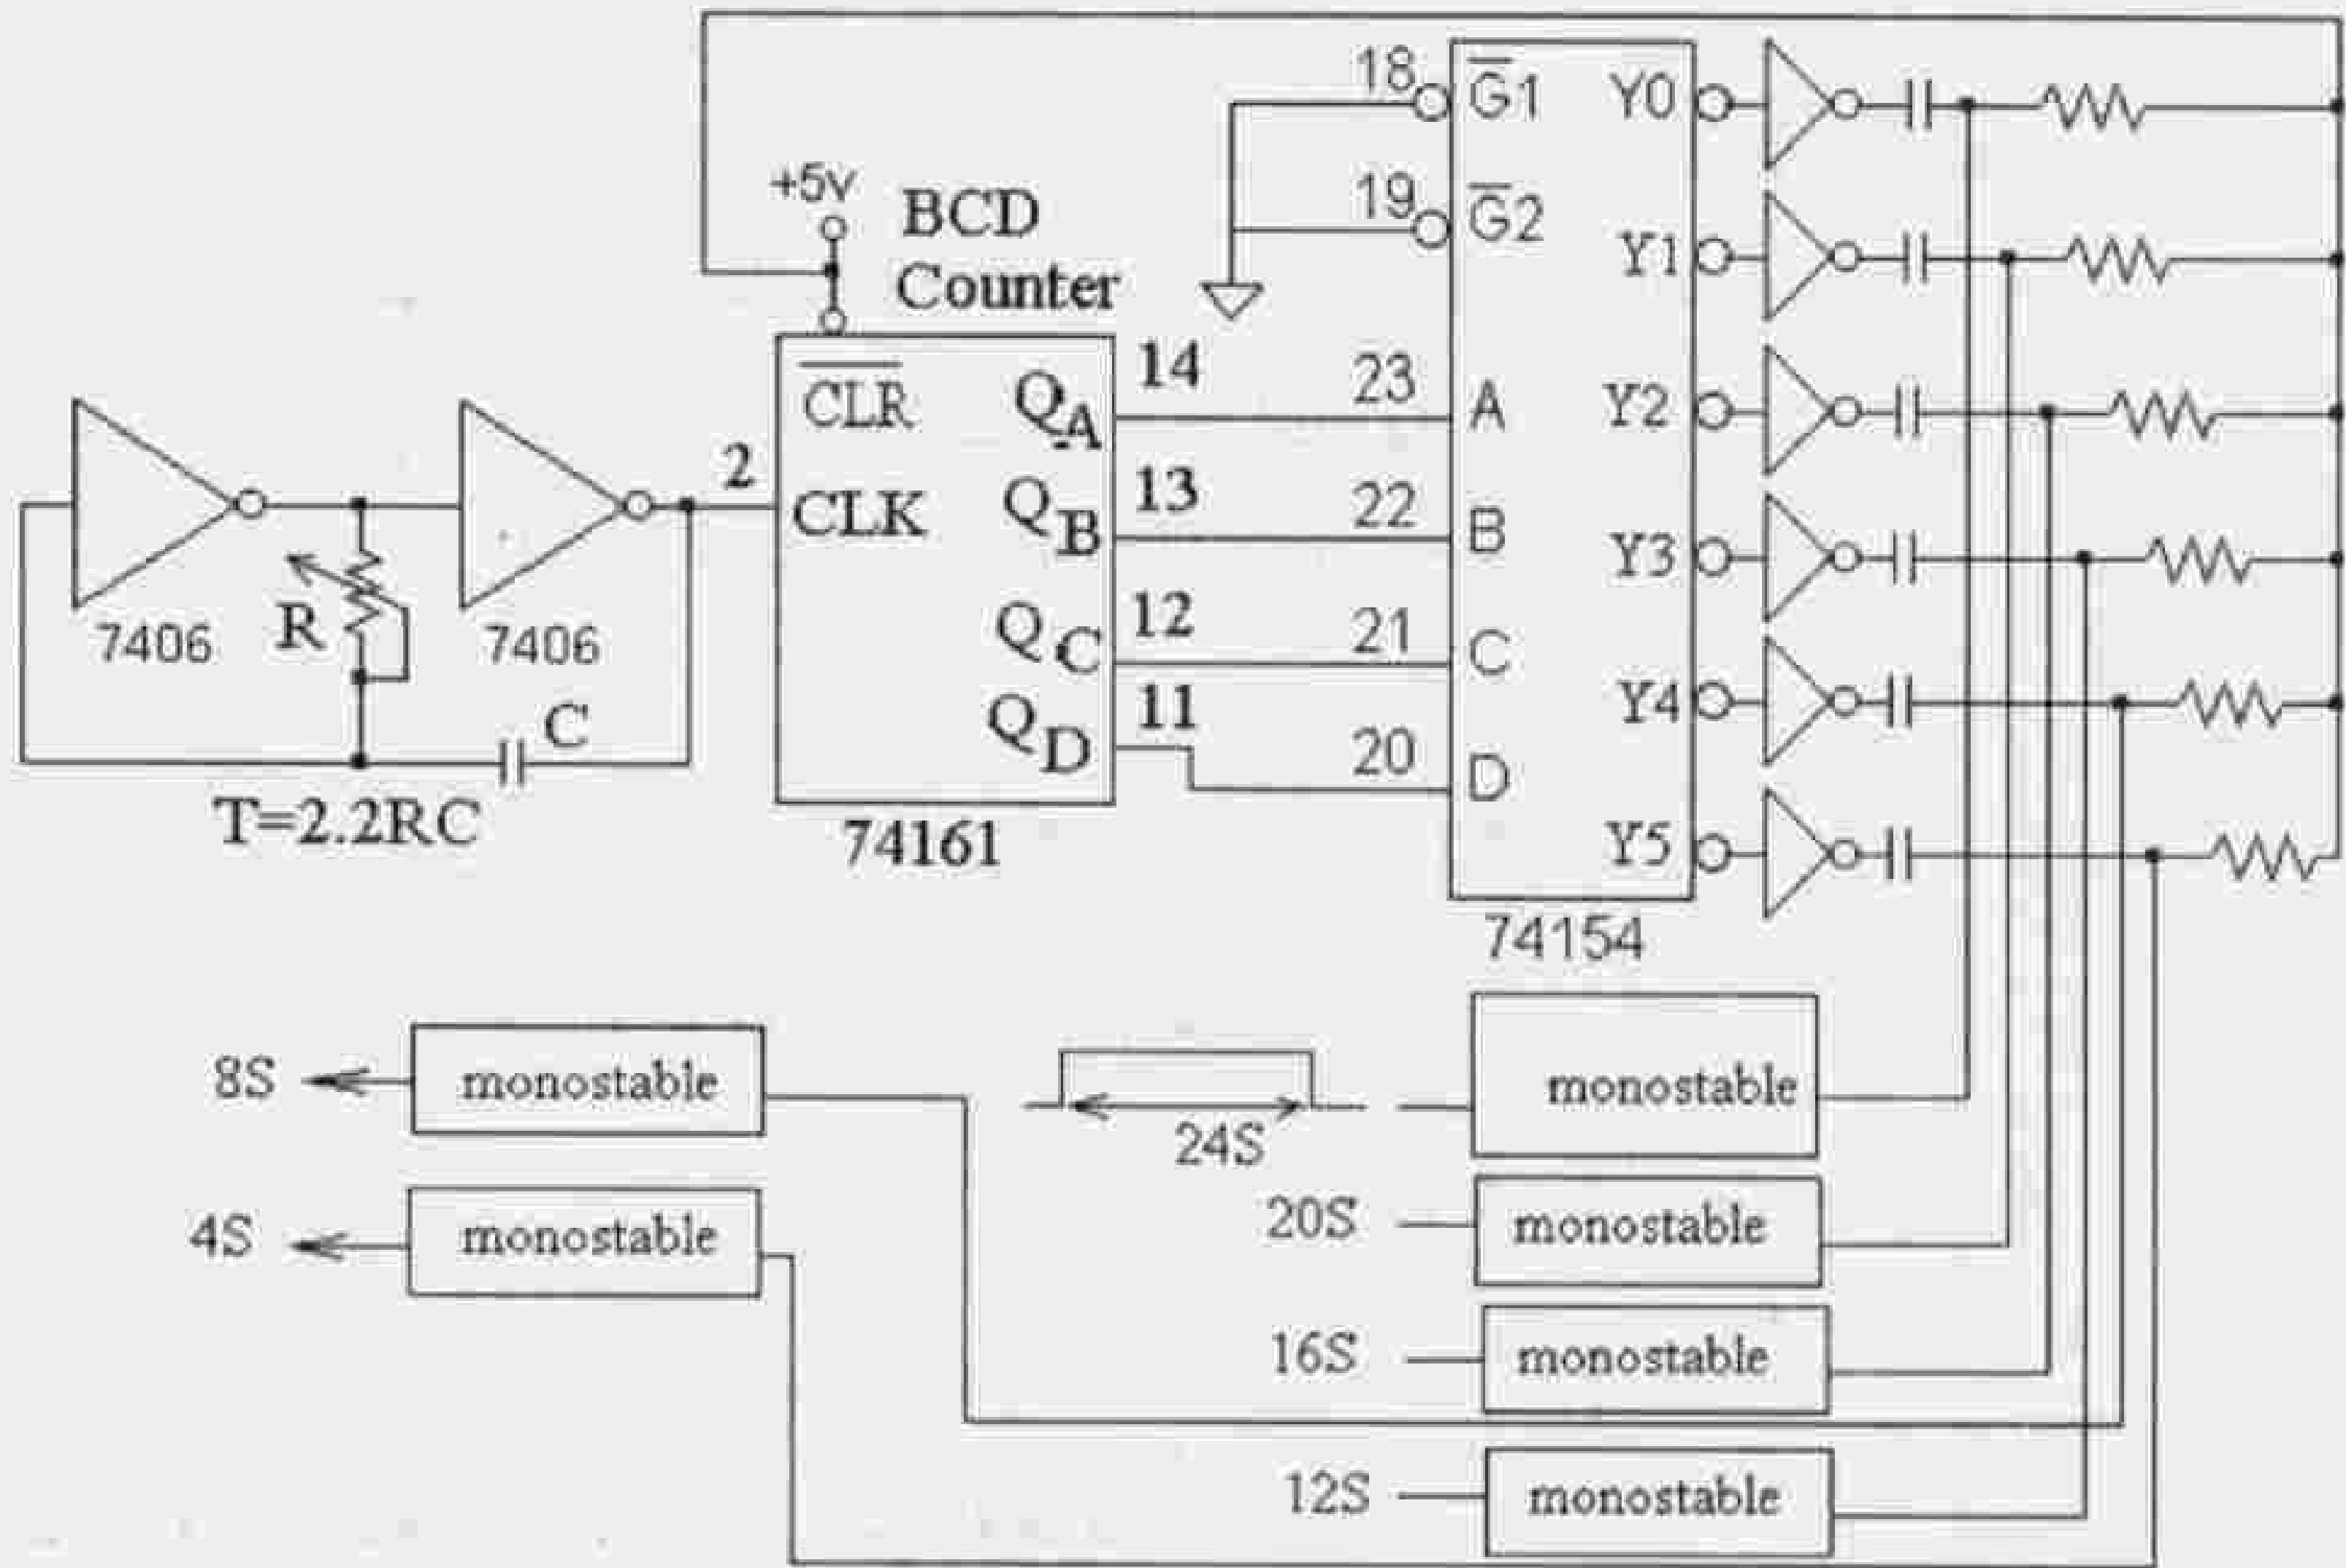 +5v
BCD
Counter
CLR
CLK
QA
QB
QC
QD
2
14
13
12
11
74161
7406
7406
R
C
T=2.2RC
18
19
23
22
21
20
G1
G2
A
B
C
D
Y0
Y1
Y2
Y3
Y4
Y5
74154
8S
monostable
4S
monostable
24S
monostable
20S
monostable
16S
monostable
12S
monostable